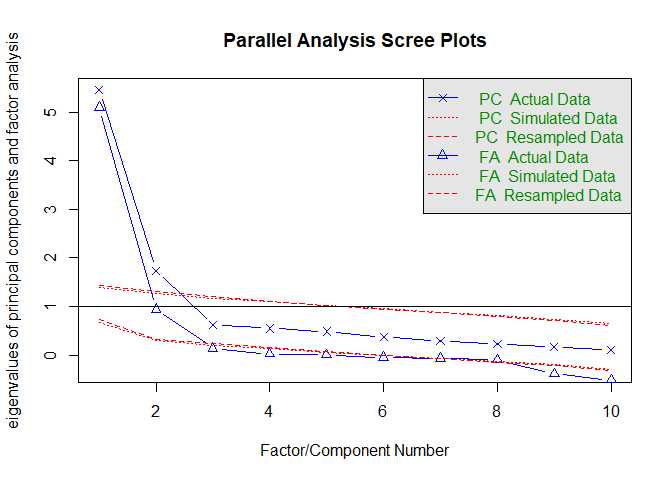 Parallel Analysis Scree Plots
eigenvalues of principal components and factor analysis
5
4
3
2
1
0
PC Actual Data
PC Simulated Data
PC Resampled Data
FA Actual Data
FA Simulated Data
FA Resampled Data
2 4 6 8 10
Factor/Component Number